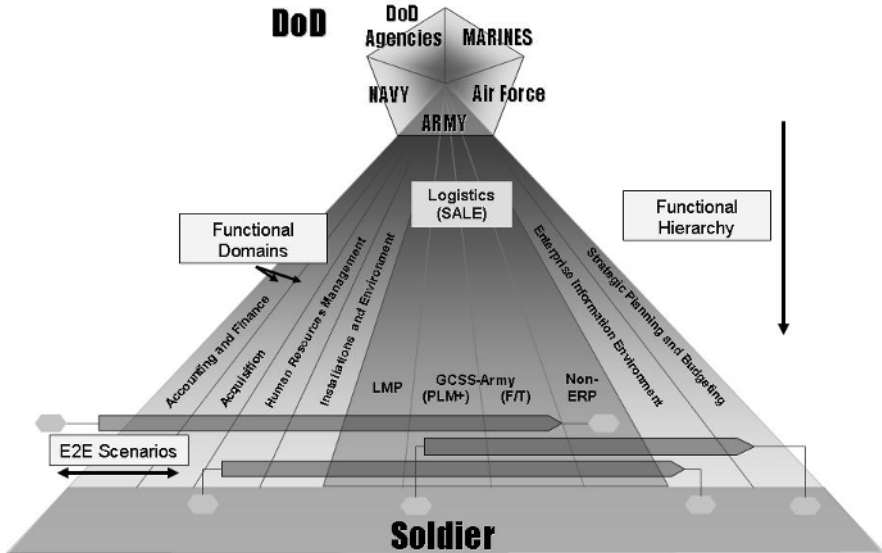 DoD
DoD
Agencies
MARINES
NAVY
Air Force
ARMY
Logistics
(SALE)
Functional
Domains
Functional
Hierarchy
Accounting and Finance
Acquisition
Human Resources Management
Installations and Environment
Enterprise Information Environment
Strategic Planning and Budgeting
LMP
GCSS-Army
(PLM+) (F/T)
Non-
ERP
E2E Scenarios
Soldier